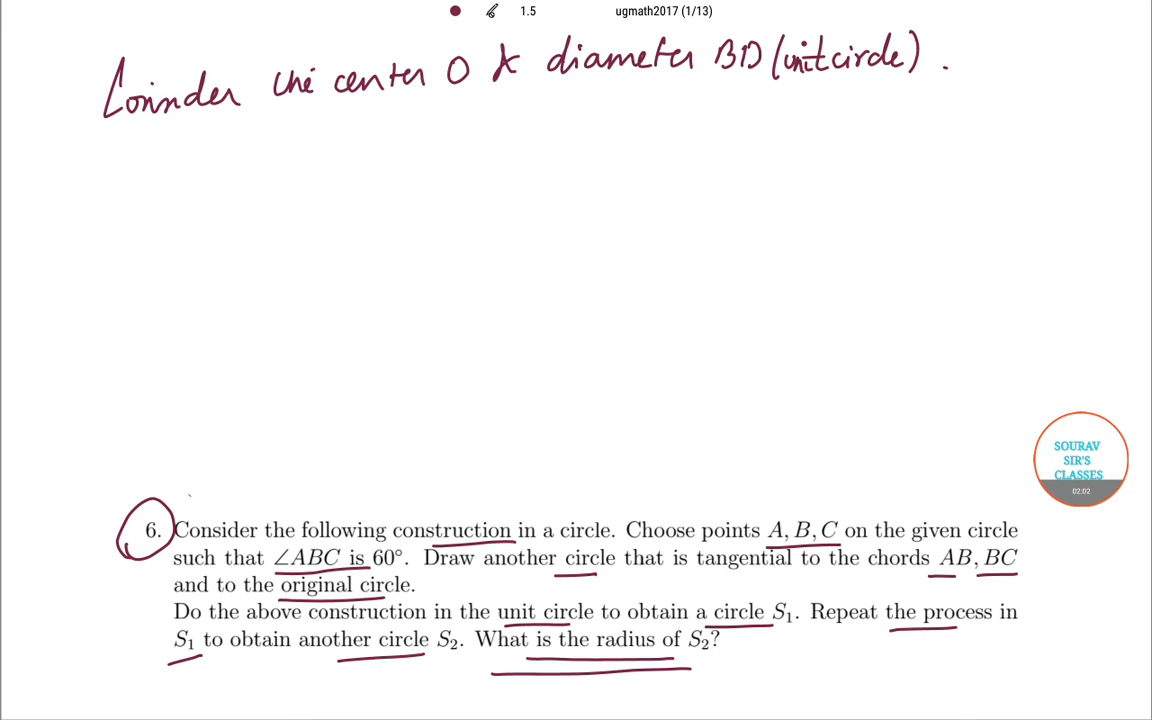 1.5 ugmath2017 (1/13)
Consider the center O & diameter BD (unit circle) .
SOURAV
SIR'S
CLASSES
02:02
6. Consider the following construction in a circle. Choose points A, B, C on the given circle
such that ∠ABC is 60°. Draw another circle that is tangential to the chords AB, BC
and to the original circle.
Do the above construction in the unit circle to obtain a circle S₁. Repeat the process in
S₁ to obtain another circle S₂. What is the radius of S₂?